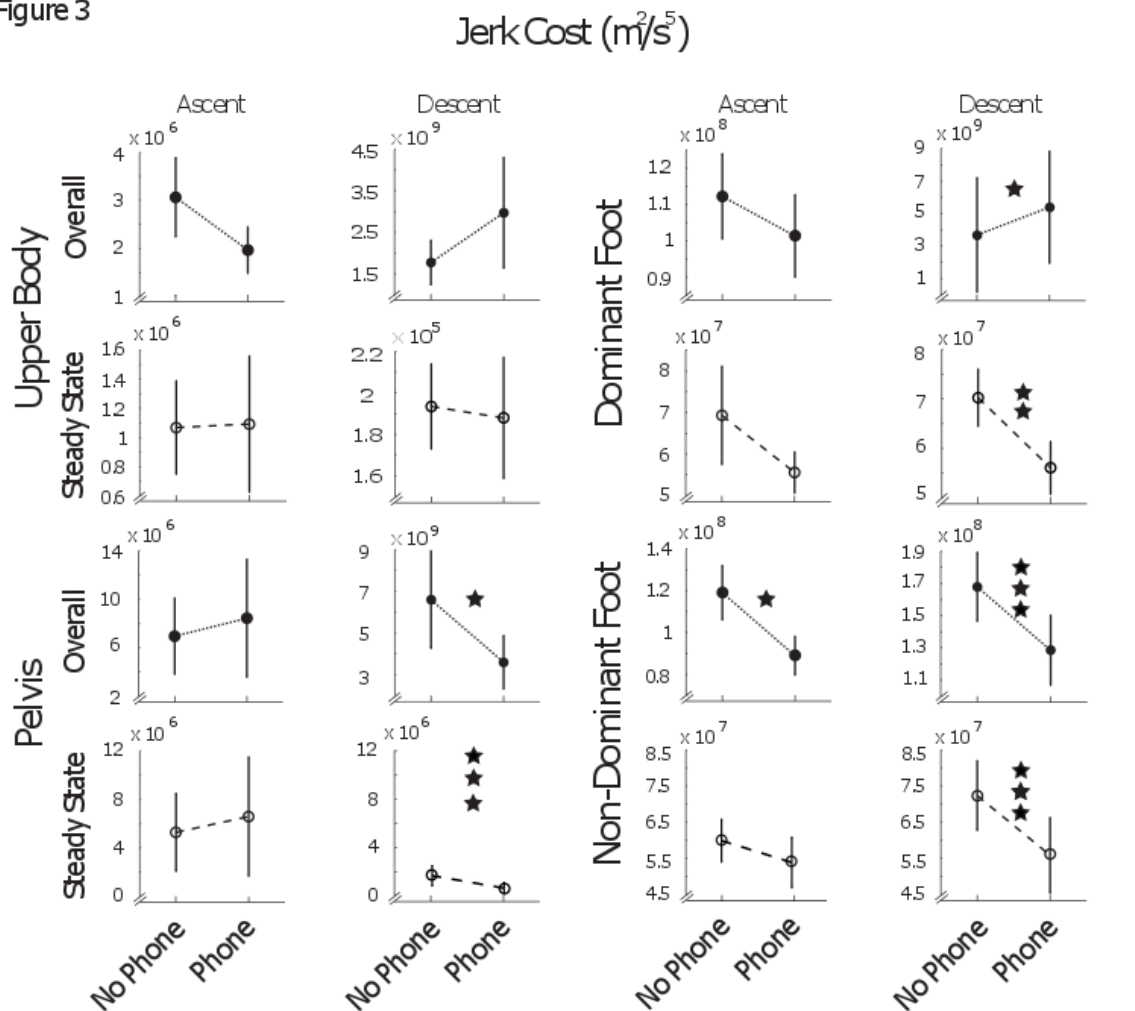 Figure 3
Jerk Cost (m²/s⁵)
Ascent Descent Ascent Descent
x 10⁶ x 10⁹ x 10⁸ x 10⁹
Upper Body
Overall
4 3 2 1
4.5 3.5 2.5 1.5
Dominant Foot
1.2 1.1 1 0.9
9 7 5 3 1
Steady State
x 10⁶ x 10⁵ x 10⁷ x 10⁷
1.6 1.4 1.2 1 0.8 0.6
2.2 2 1.8 1.6
8 7 6 5
8 7 6 5
Pelvis
Overall
x 10⁶ x 10⁹ x 10⁸ x 10⁸
14 10 6 2
9 7 5 3
Non-Dominant Foot
1.4 1.2 1 0.8
1.9 1.7 1.5 1.3 1.1
Steady State
x 10⁶ x 10⁶ x 10⁷ x 10⁷
12 8 4 0
12 8 4 0
8.5 7.5 6.5 5.5 4.5
8.5 7.5 6.5 5.5 4.5
No Phone Phone No Phone Phone No Phone Phone No Phone Phone